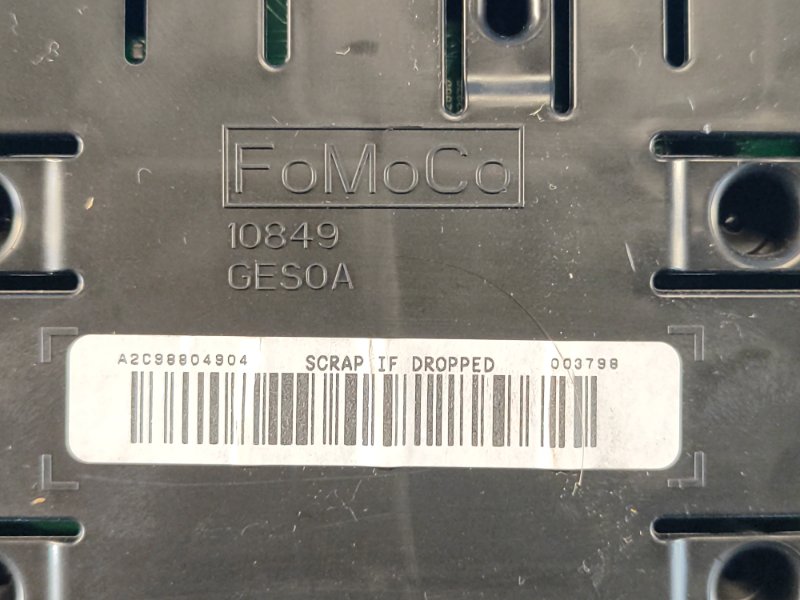 FoMoCo
10849
GES0A
A2C98804904 SCRAP IF DROPPED 003798